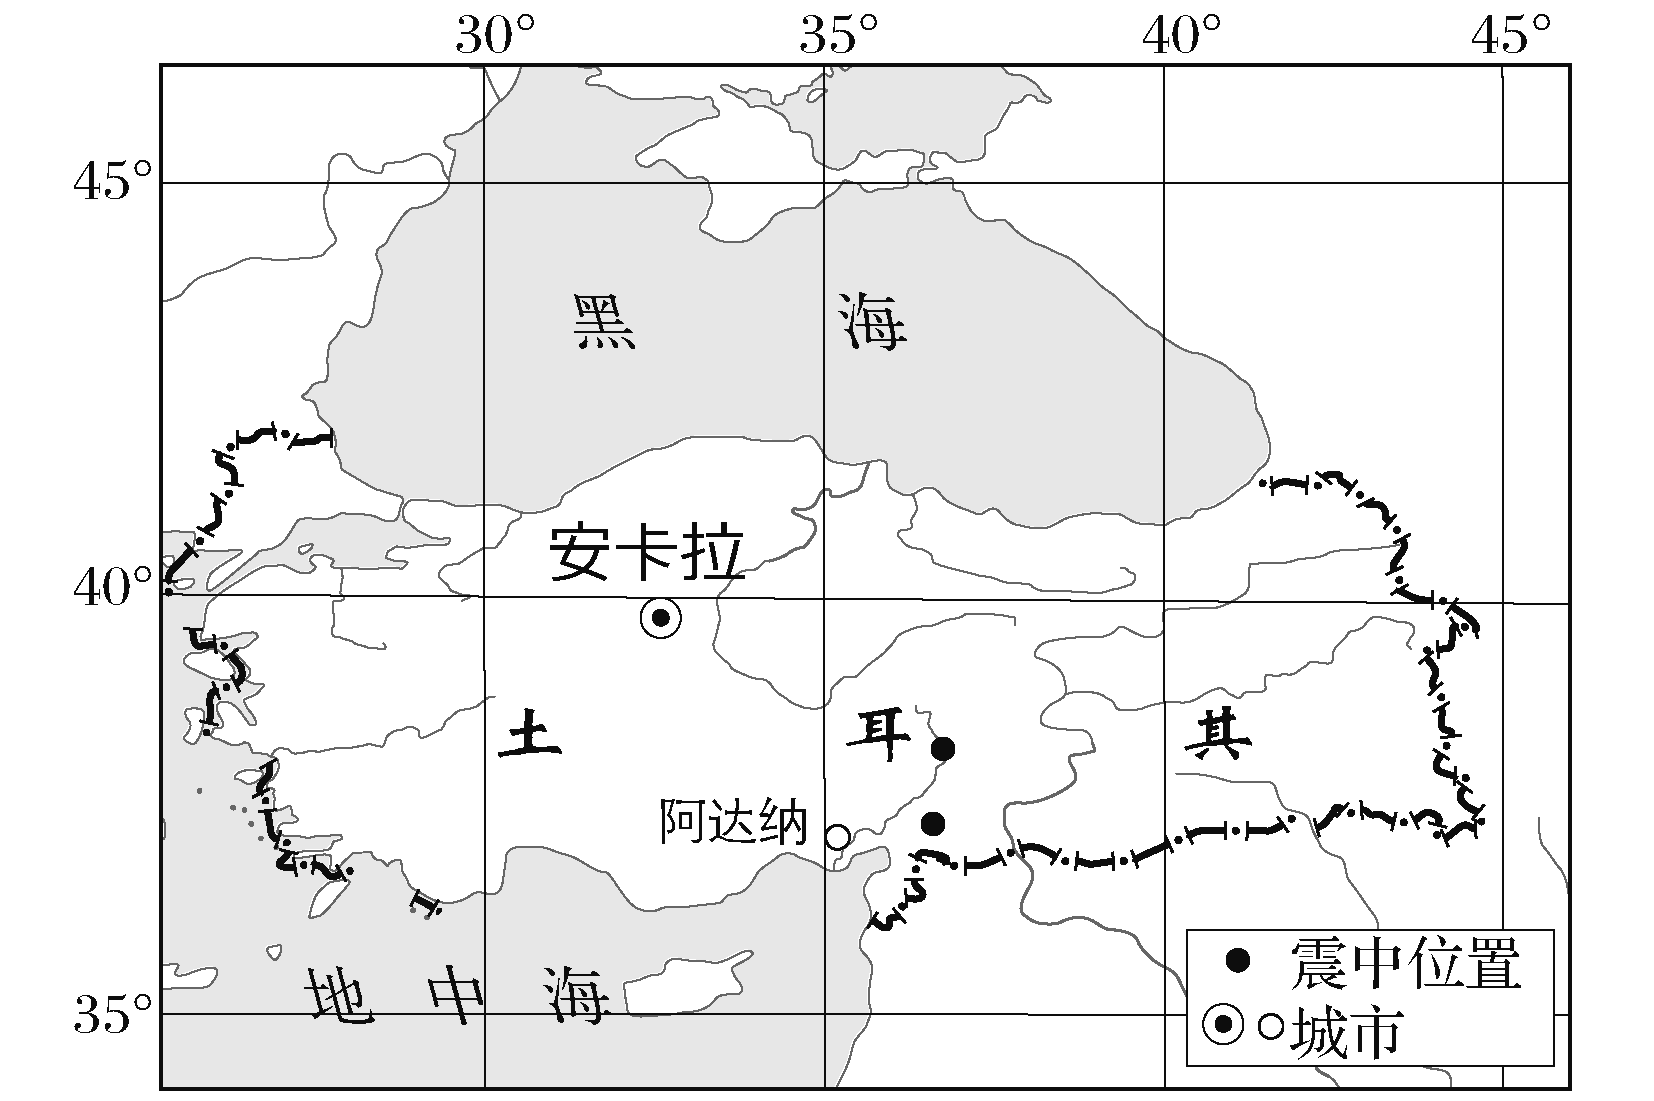 30° 35° 40° 45°
45°
黑 海
安卡拉
40°
土 耳 其
阿达纳
地 中 海
35°
震中位置
城市